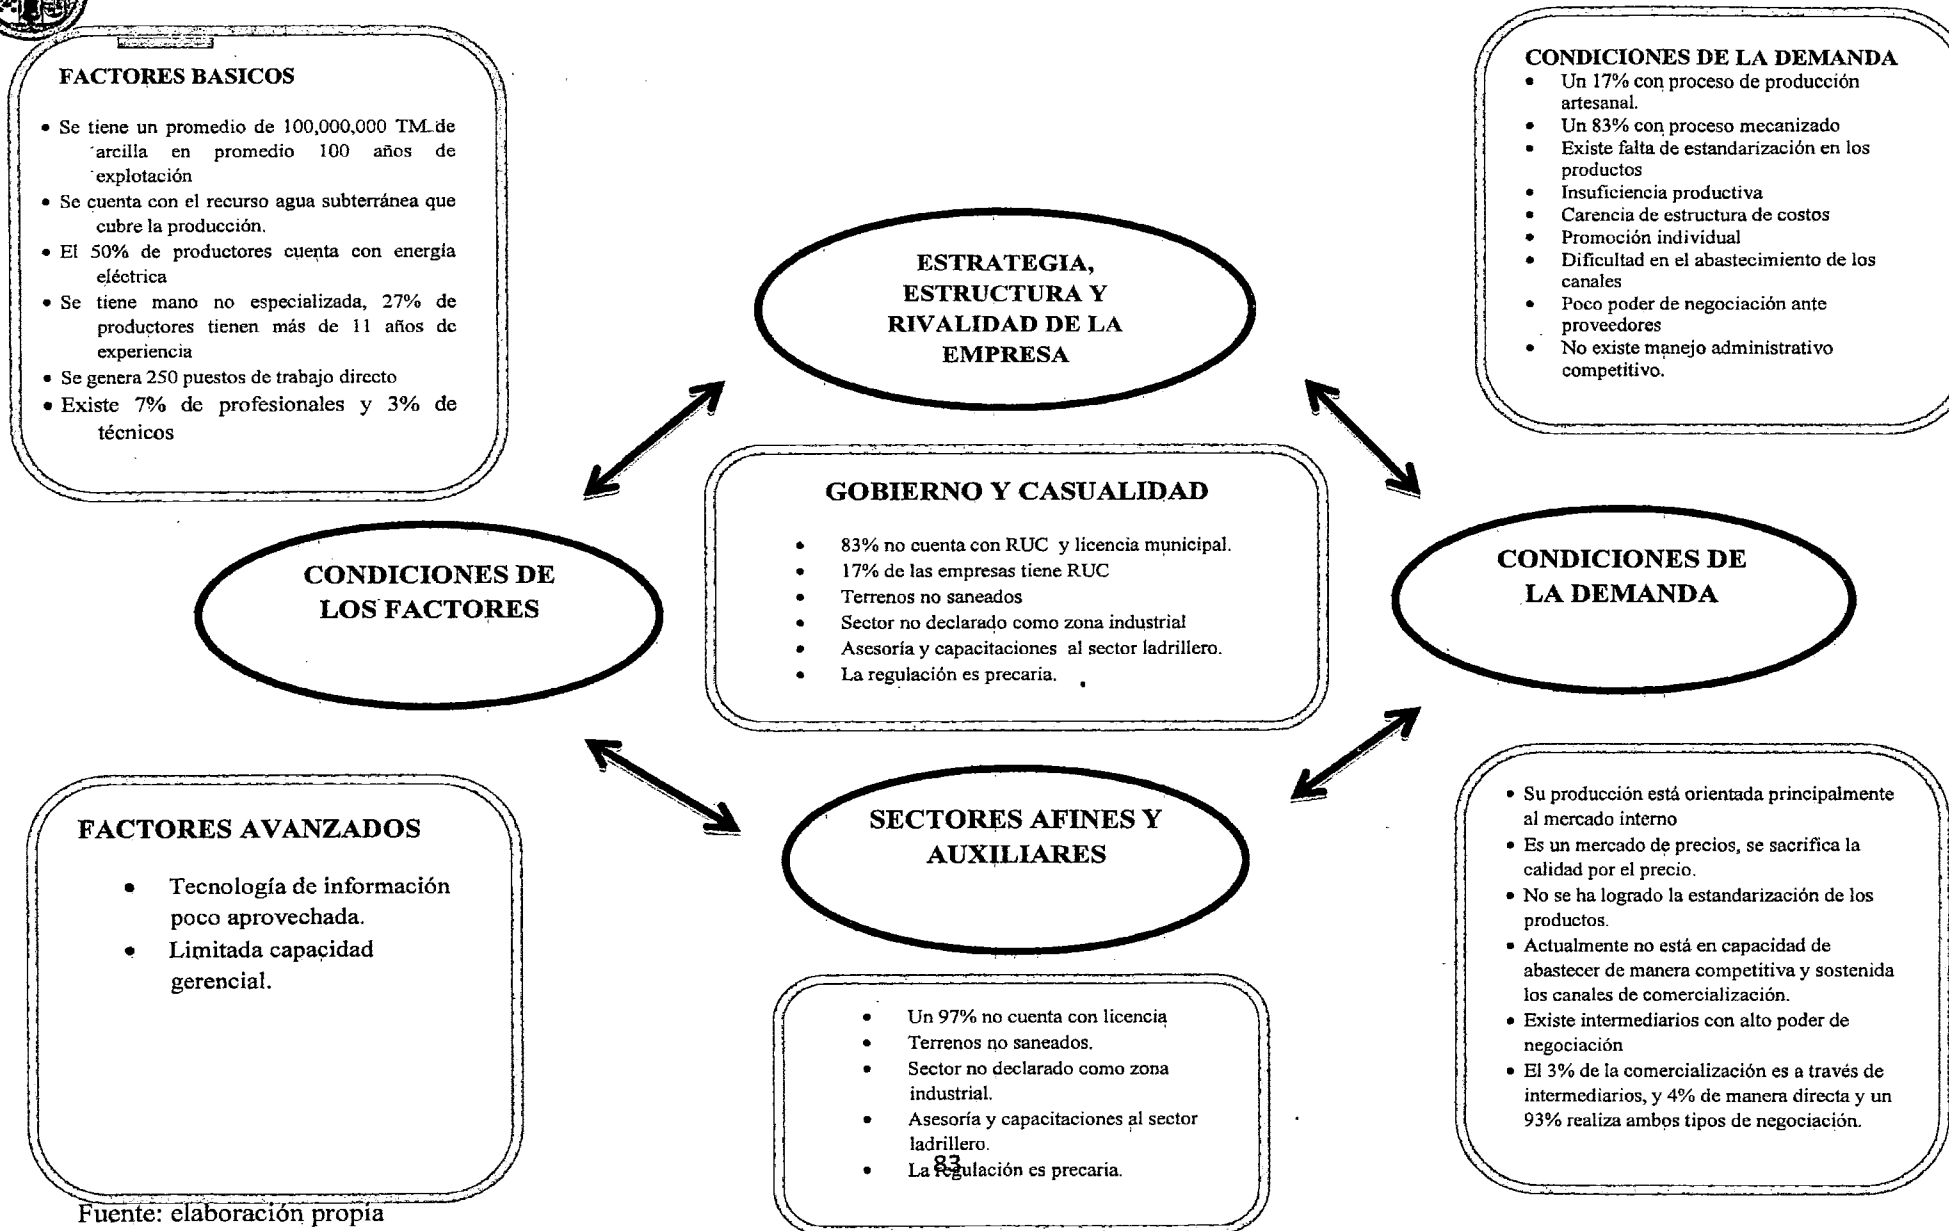 FACTORES BASICOS
• Se tiene un promedio de 100,000,000 TM de
arcilla en promedio 100 años de
explotación
• Se cuenta con el recurso agua subterránea que
cubre la producción.
• El 50% de productores cuenta con energía
eléctrica
• Se tiene mano no especializada, 27% de
productores tienen más de 11 años de
experiencia
• Se genera 250 puestos de trabajo directo
• Existe 7% de profesionales y 3% de
técnicos
CONDICIONES DE LA DEMANDA
• Un 17% con proceso de producción
artesanal.
• Un 83% con proceso mecanizado
• Existe falta de estandarización en los
productos
• Insuficiencia productiva
• Carencia de estructura de costos
• Promoción individual
• Dificultad en el abastecimiento de los
canales
• Poco poder de negociación ante
proveedores
• No existe manejo administrativo
competitivo.
ESTRATEGIA,
ESTRUCTURA Y
RIVALIDAD DE LA
EMPRESA
GOBIERNO Y CASUALIDAD
• 83% no cuenta con RUC y licencia municipal.
• 17% de las empresas tiene RUC
• Terrenos no saneados
• Sector no declarado como zona industrial
• Asesoría y capacitaciones al sector ladrillero.
• La regulación es precaria.
CONDICIONES DE
LOS FACTORES
CONDICIONES DE
LA DEMANDA
FACTORES AVANZADOS
• Tecnología de información
poco aprovechada.
• Limitada capacidad
gerencial.
SECTORES AFINES Y
AUXILIARES
• Un 97% no cuenta con licencia
• Terrenos no saneados.
• Sector no declarado como zona
industrial.
• Asesoría y capacitaciones al sector
ladrillero.
• La regulación es precaria.
• Su producción está orientada principalmente
al mercado interno
• Es un mercado de precios, se sacrifica la
calidad por el precio.
• No se ha logrado la estandarización de los
productos.
• Actualmente no está en capacidad de
abastecer de manera competitiva y sostenida
los canales de comercialización.
• Existe intermediarios con alto poder de
negociación
• El 3% de la comercialización es a través de
intermediarios, y 4% de manera directa y un
93% realiza ambos tipos de negociación.
83
Fuente: elaboración propia